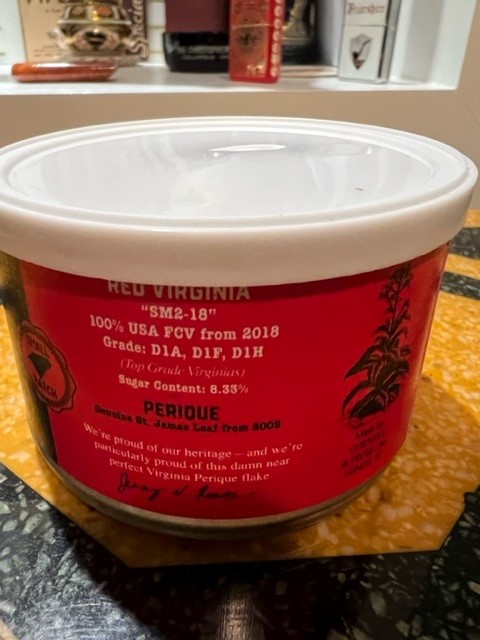 RED VIRGINIA
"SM2-18"
100% USA FCV from 2018
Grade: D1A, D1F, D1H
(Top Grade Virginias)
Sugar Content: 8.33%
PERIQUE
Genuine St. James Leaf from 2002
We're proud of our heritage—and we're
particularly proud of this damn near
perfect Virginia Perique flake.
SMALL
BATCH